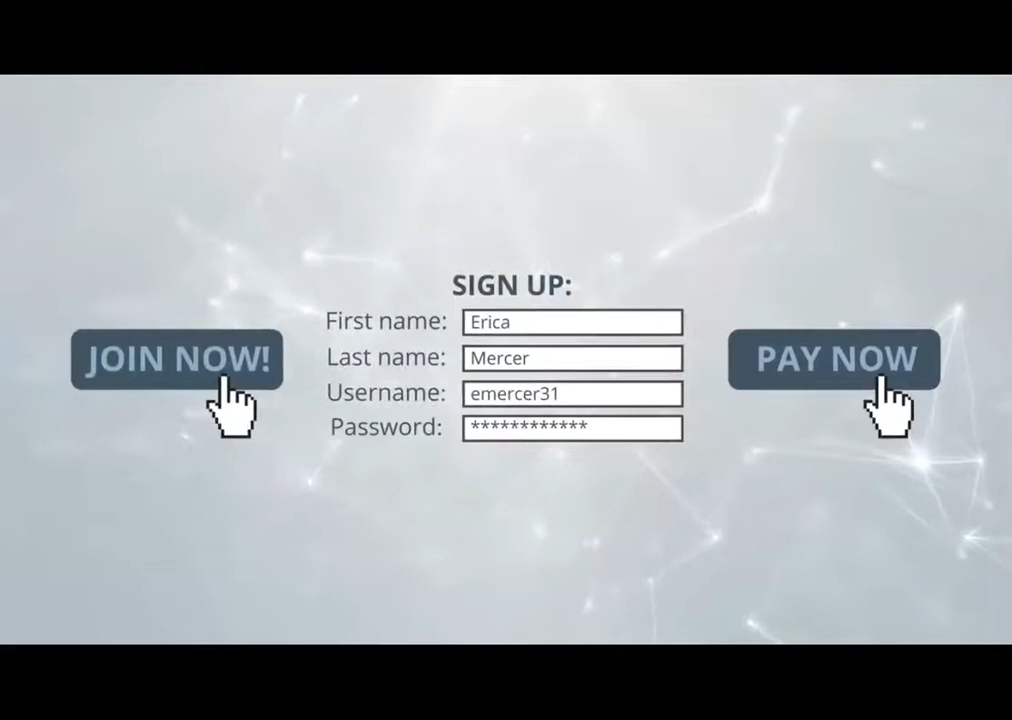 SIGN UP:
First name: Erica
Last name: Mercer
Username: emercer31
Password: ************
JOIN NOW!
PAY NOW